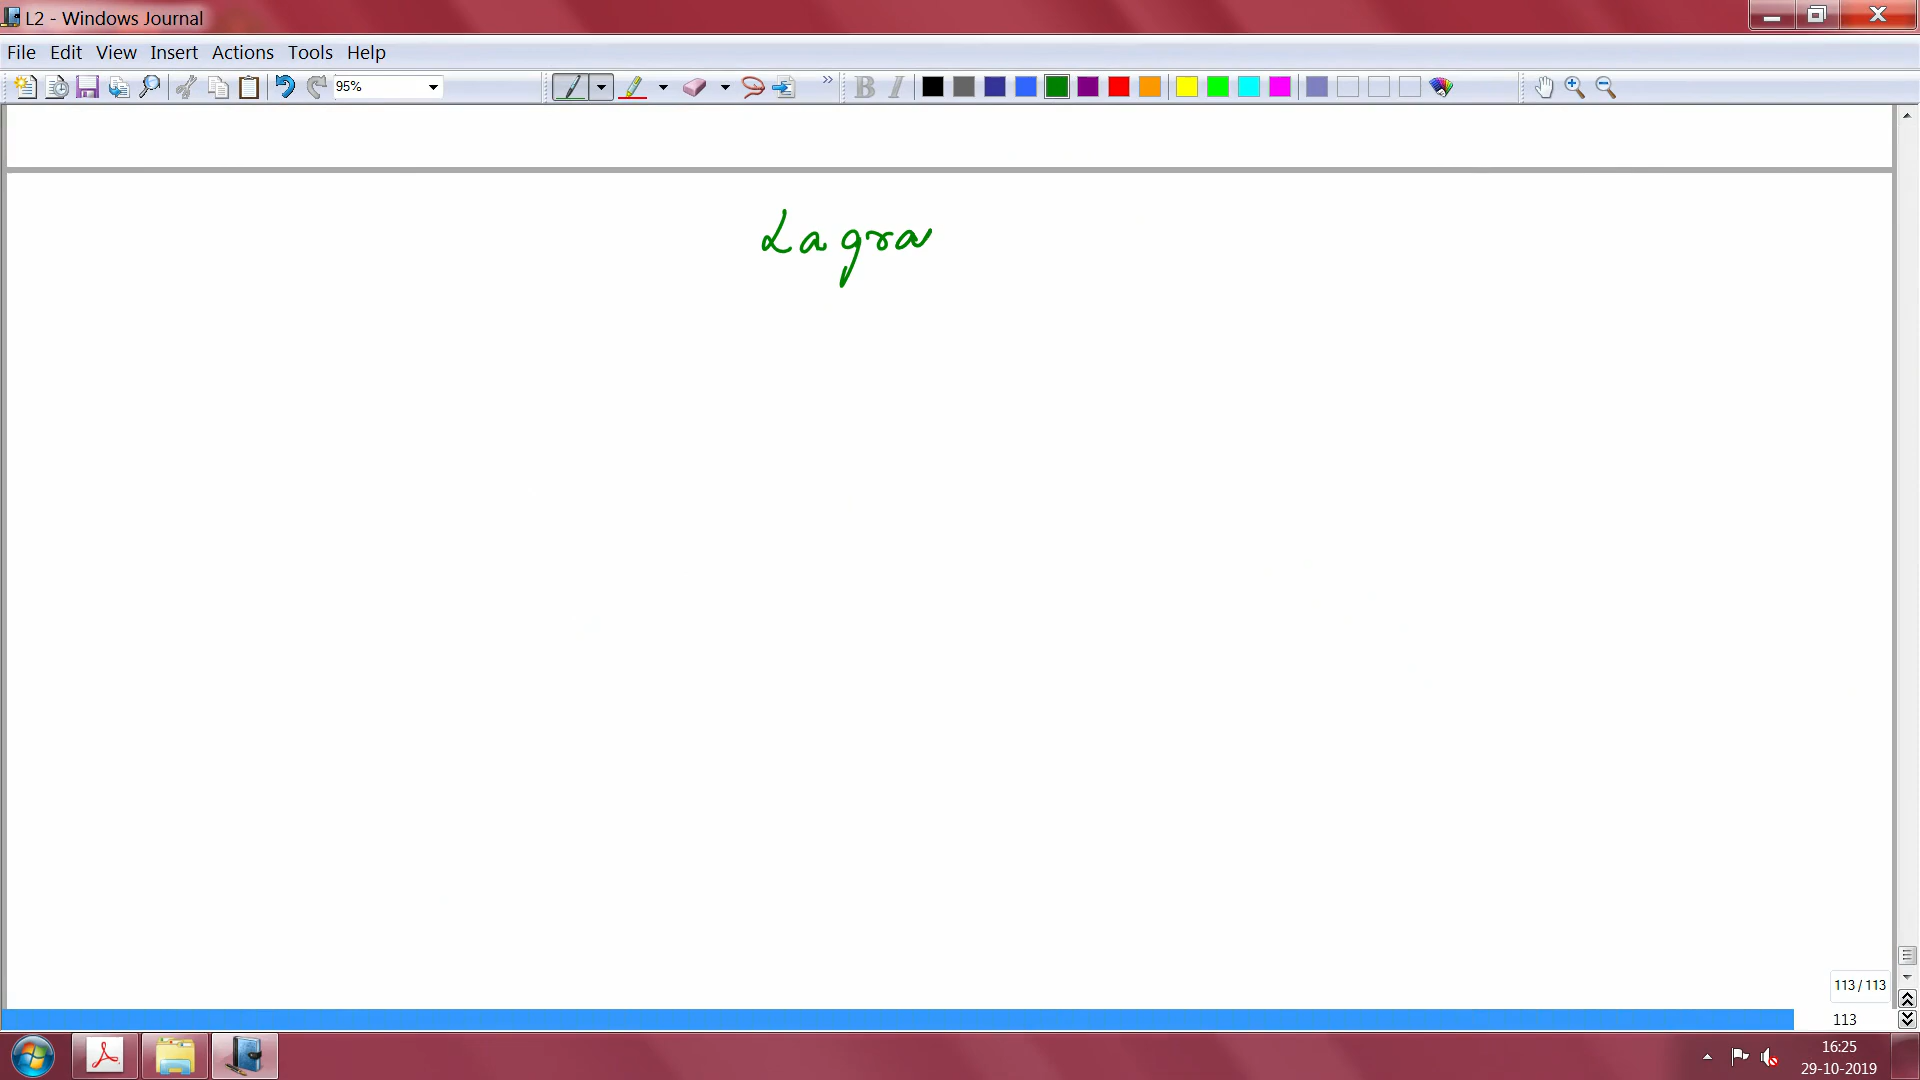 L2 - Windows Journal
File Edit View Insert Actions Tools Help
95%
B I
Lagra
113 / 113
113
16:25
29-10-2019